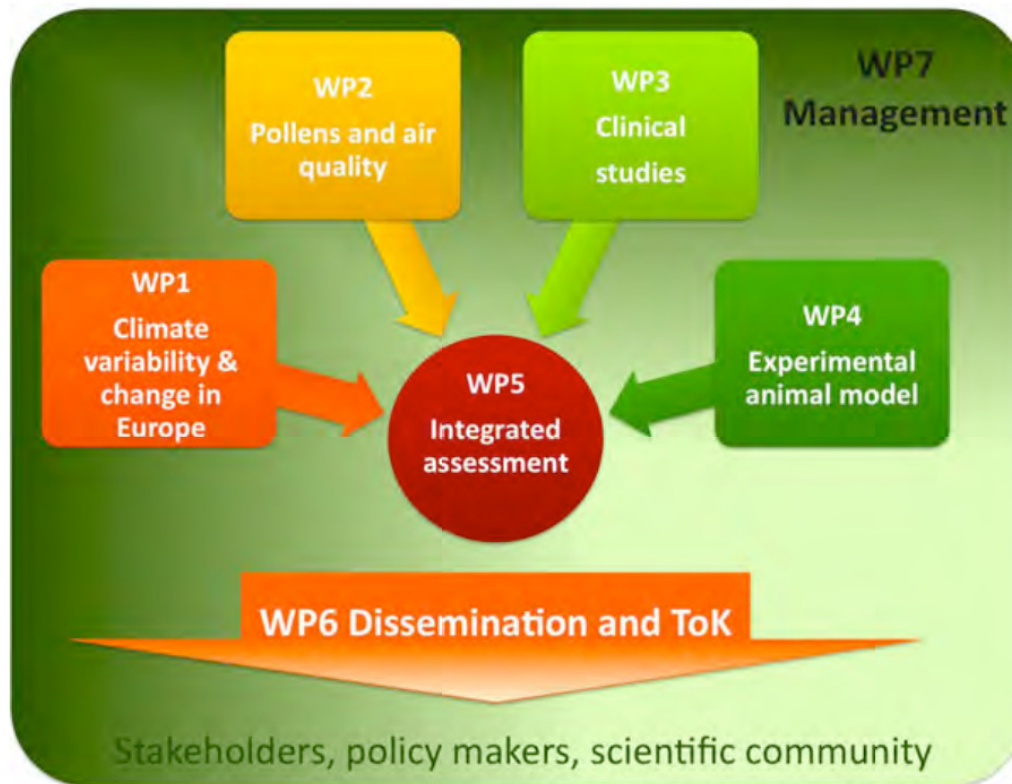 WP7
Management
WP2
Pollens and air
quality
WP3
Clinical
studies
WP1
Climate
variability &
change in
Europe
WP4
Experimental
animal model
WP5
Integrated
assessment
WP6 Dissemination and ToK
Stakeholders, policy makers, scientific community